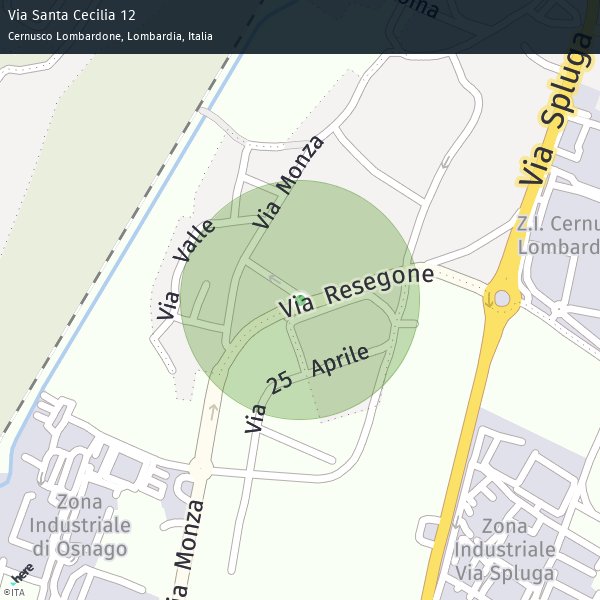 Via Santa Cecilia 12
Cernusco Lombardone, Lombardia, Italia
Roma
Via Spluga
Via Monza
Via Valle
Z.I. Cernu
Lombard
Via Resegone
Via 25 Aprile
Zona
Industriale
di Osnago
Zona
Industriale
Via Spluga
Via Monza
here
©ITA